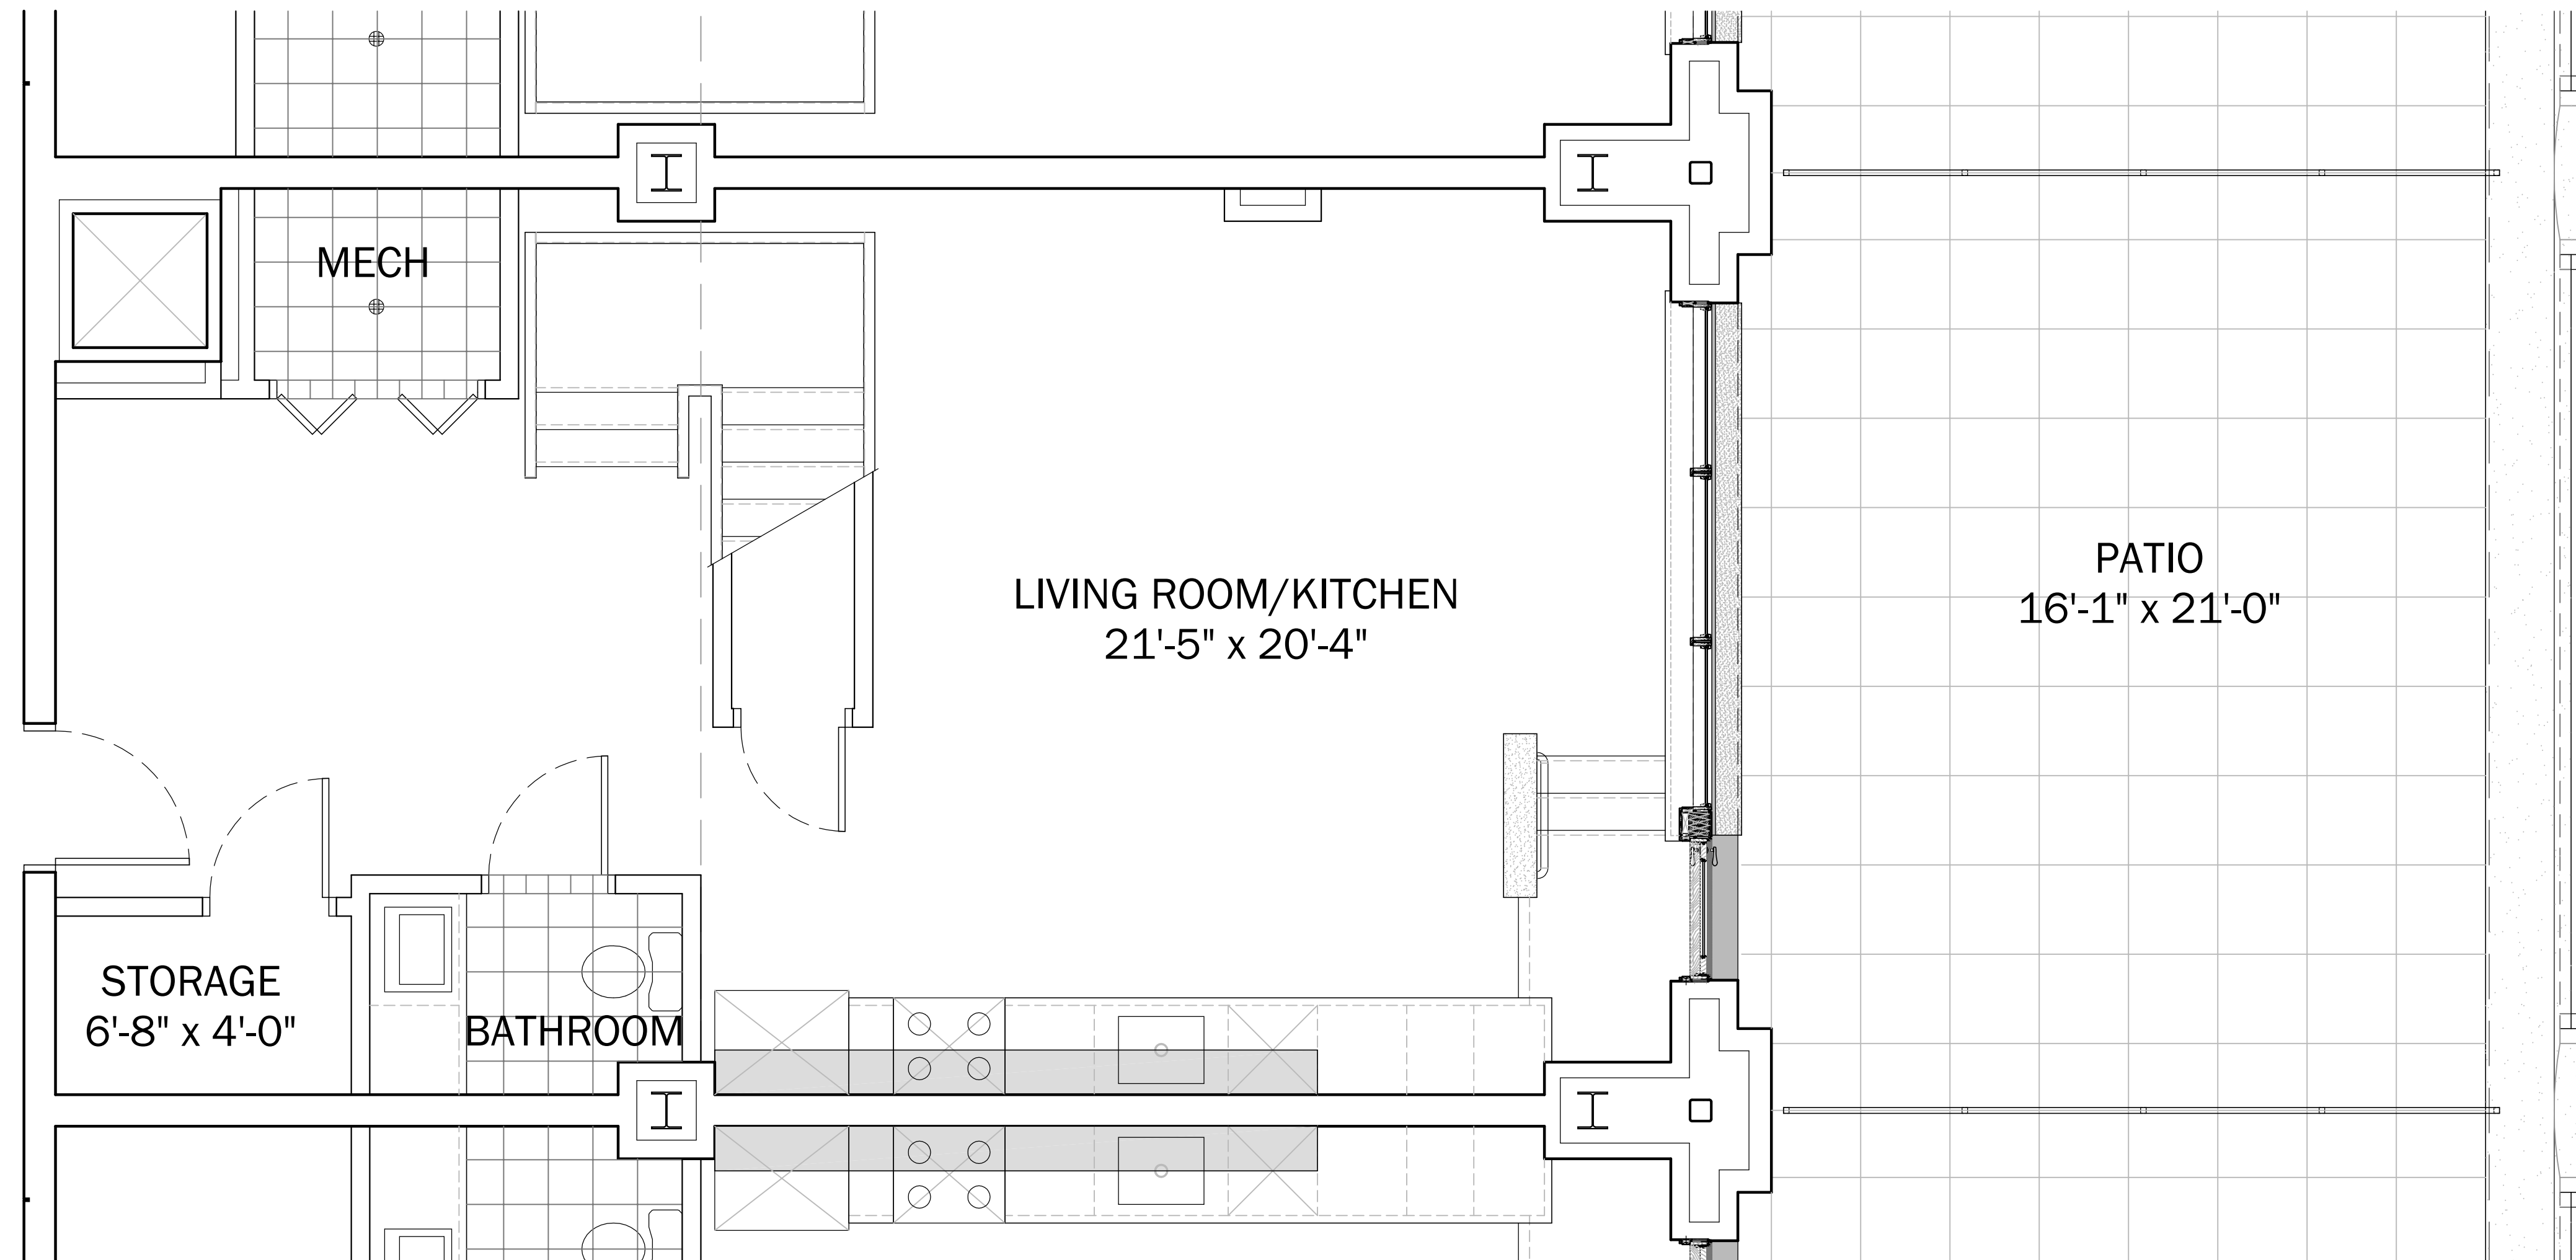 MECH
LIVING ROOM/KITCHEN
21'-5" x 20'-4"
PATIO
16'-1" x 21'-0"
STORAGE
6'-8" x 4'-0"
BATHROOM